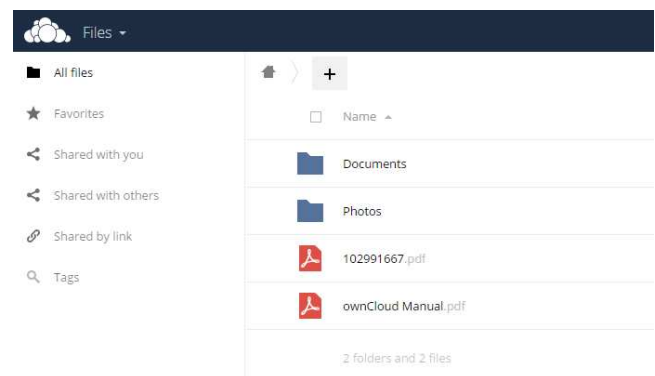 Files
All files
Favorites
Shared with you
Shared with others
Shared by link
Tags
+
Name
Documents
Photos
102991667.pdf
ownCloud Manual.pdf
2 folders and 2 files